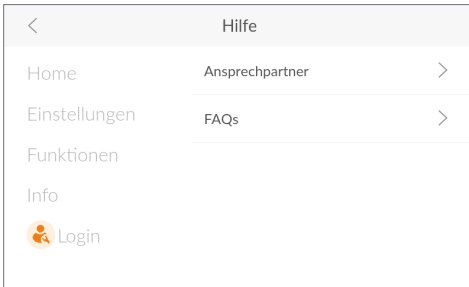 Hilfe
Home
Einstellungen
Funktionen
Info
Login
Ansprechpartner
FAQs